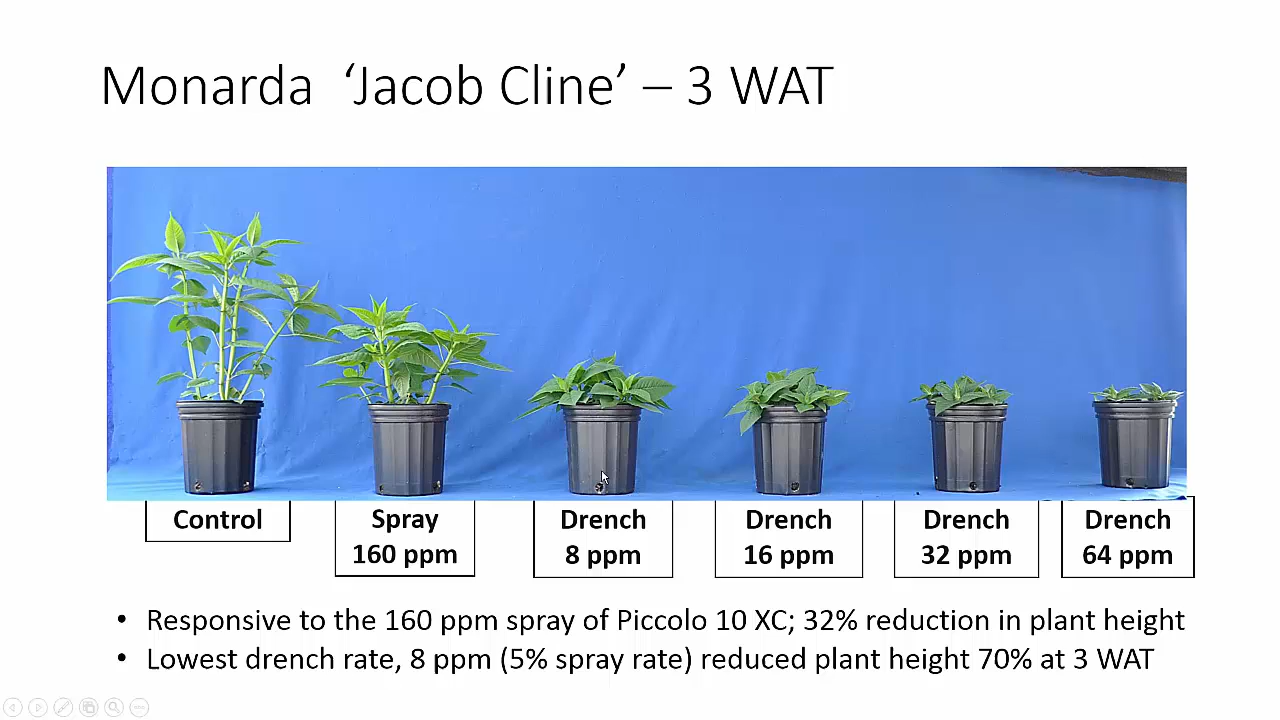 Monarda ‘Jacob Cline’ – 3 WAT
Control
Spray
160 ppm
Drench
8 ppm
Drench
16 ppm
Drench
32 ppm
Drench
64 ppm
• Responsive to the 160 ppm spray of Piccolo 10 XC; 32% reduction in plant height
• Lowest drench rate, 8 ppm (5% spray rate) reduced plant height 70% at 3 WAT